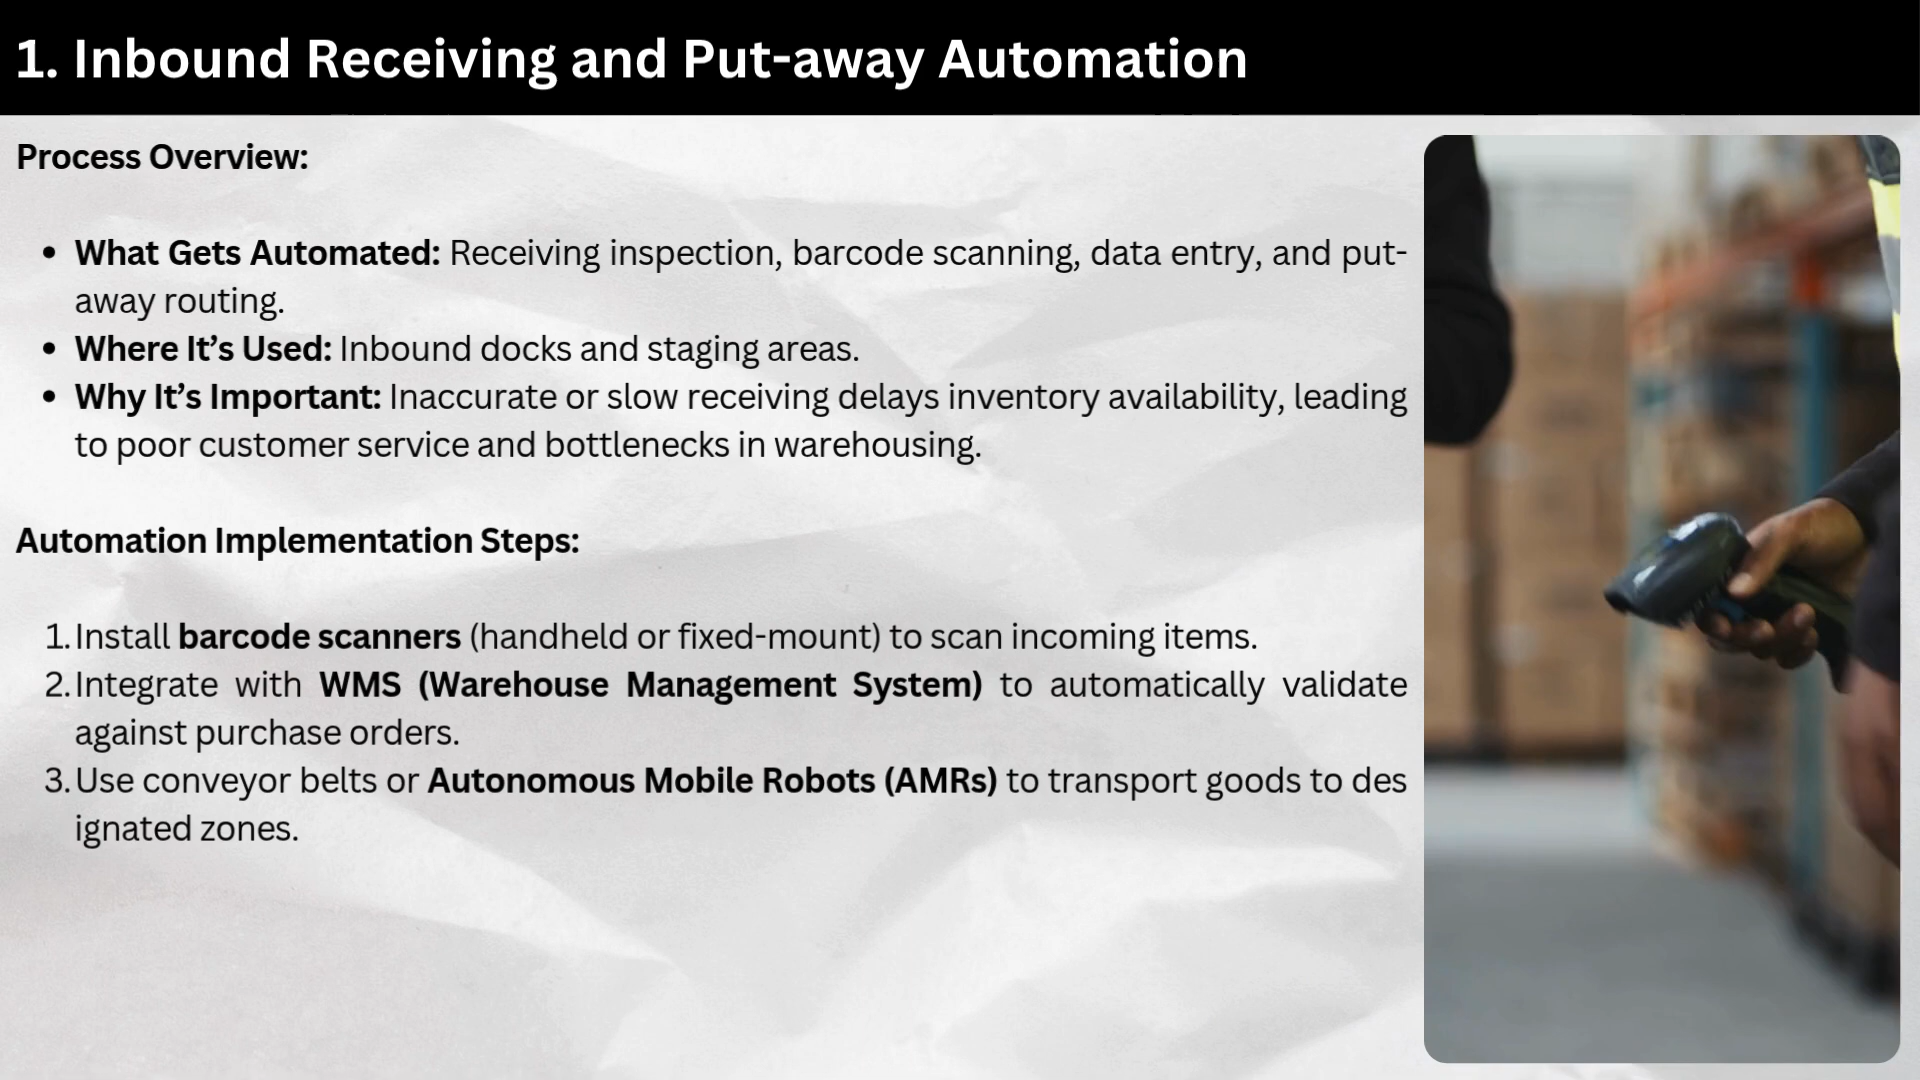 1. Inbound Receiving and Put-away Automation
Process Overview:
• What Gets Automated: Receiving inspection, barcode scanning, data entry, and put-
away routing.
• Where It’s Used: Inbound docks and staging areas.
• Why It’s Important: Inaccurate or slow receiving delays inventory availability, leading
to poor customer service and bottlenecks in warehousing.
Automation Implementation Steps:
1. Install barcode scanners (handheld or fixed-mount) to scan incoming items.
2. Integrate with WMS (Warehouse Management System) to automatically validate
against purchase orders.
3. Use conveyor belts or Autonomous Mobile Robots (AMRs) to transport goods to des
ignated zones.